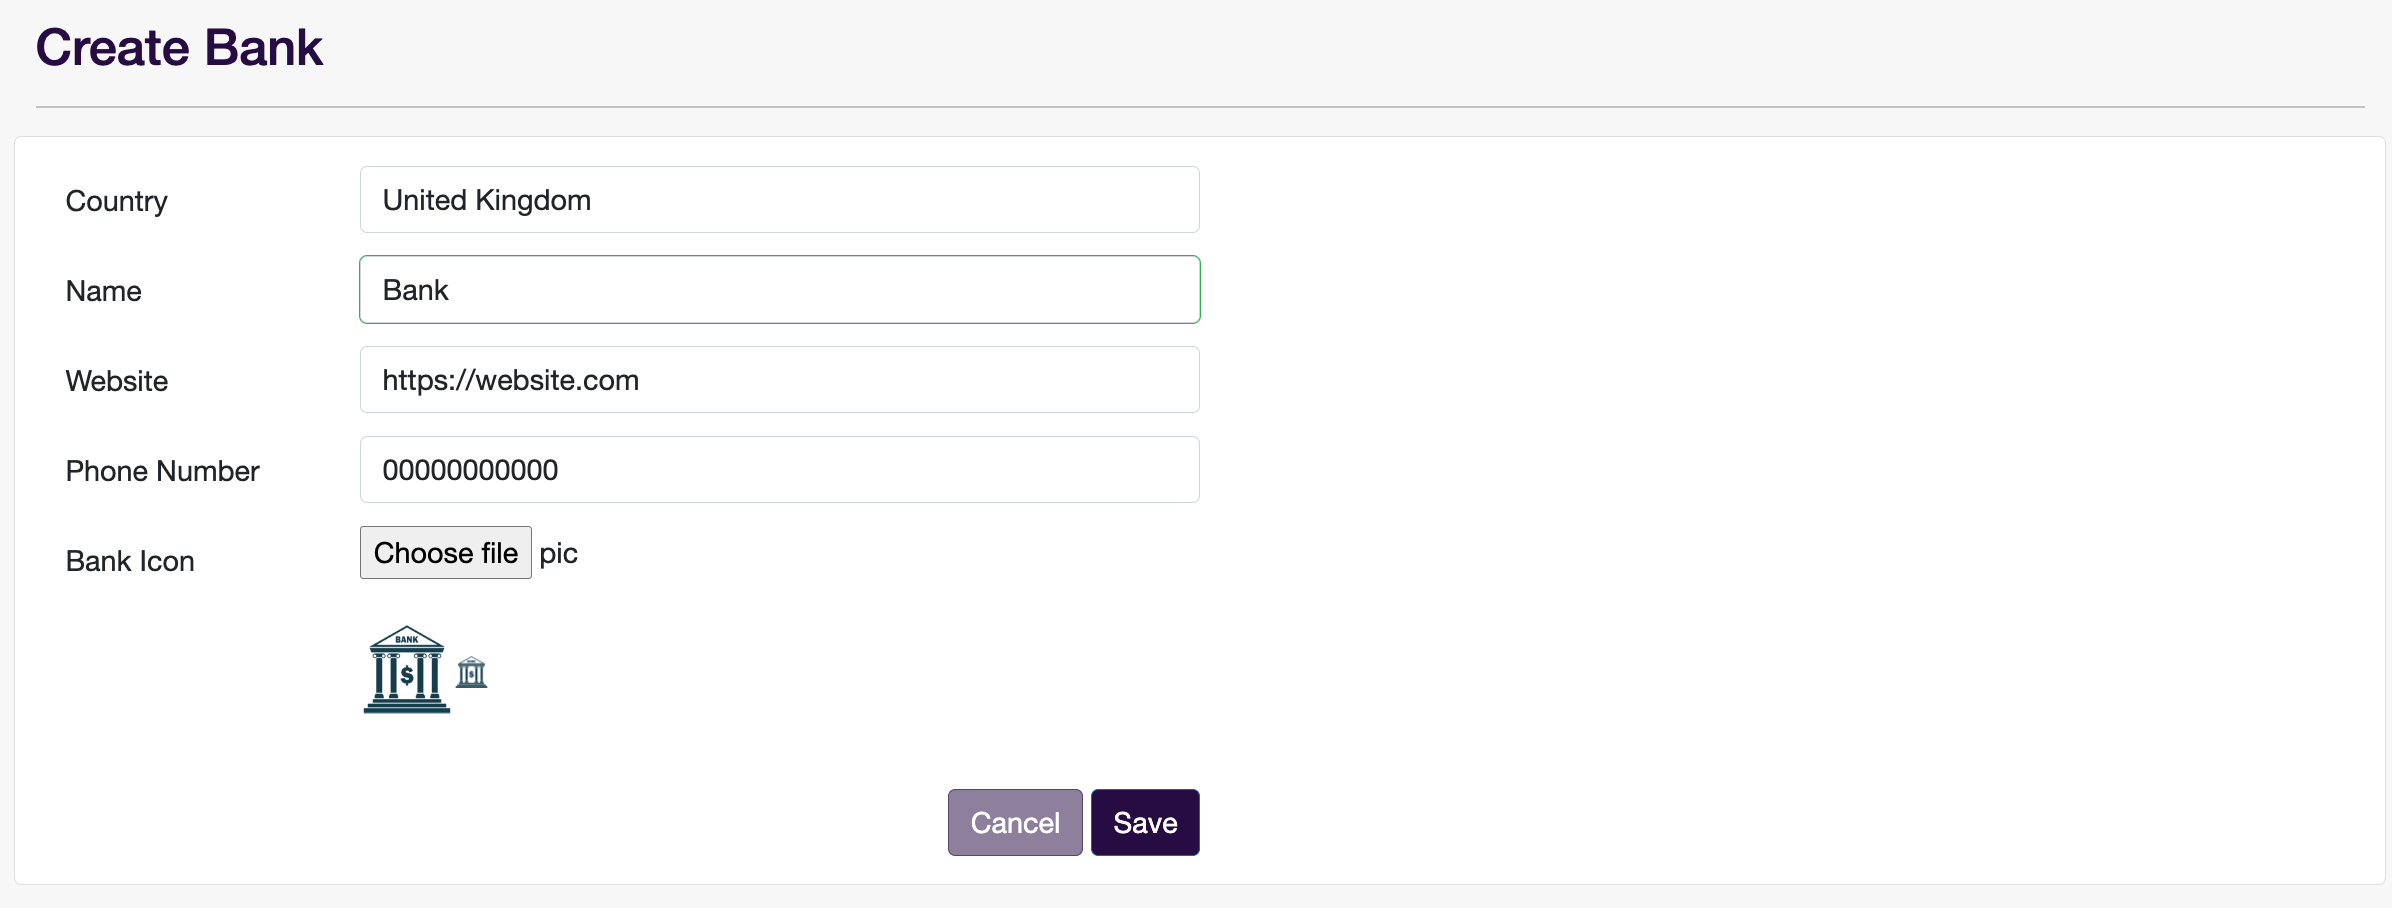 Create Bank
Country
United Kingdom
Name
Bank
Website
https://website.com
Phone Number
00000000000
Bank Icon
Choose file pic
BANK
$
Cancel
Save